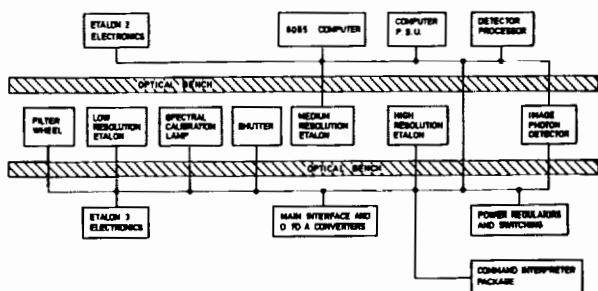 ETALON 2
ELECTRONICS
8085 COMPUTER
COMPUTER
P.S.U.
DETECTOR
PROCESSOR
OPTICAL BENCH
FILTER
WHEEL
LOW
RESOLUTION
ETALON
SPECTRAL
CALIBRATION
LAMP
SHUTTER
MEDIUM
RESOLUTION
ETALON
HIGH
RESOLUTION
ETALON
IMAGE
PHOTON
DETECTOR
OPTICAL BENCH
ETALON 3
ELECTRONICS
MAIN INTERFACE AND
D TO A CONVERTERS
POWER REGULATORS
AND SWITCHING
COMMAND INTERPRETER
PACKAGE